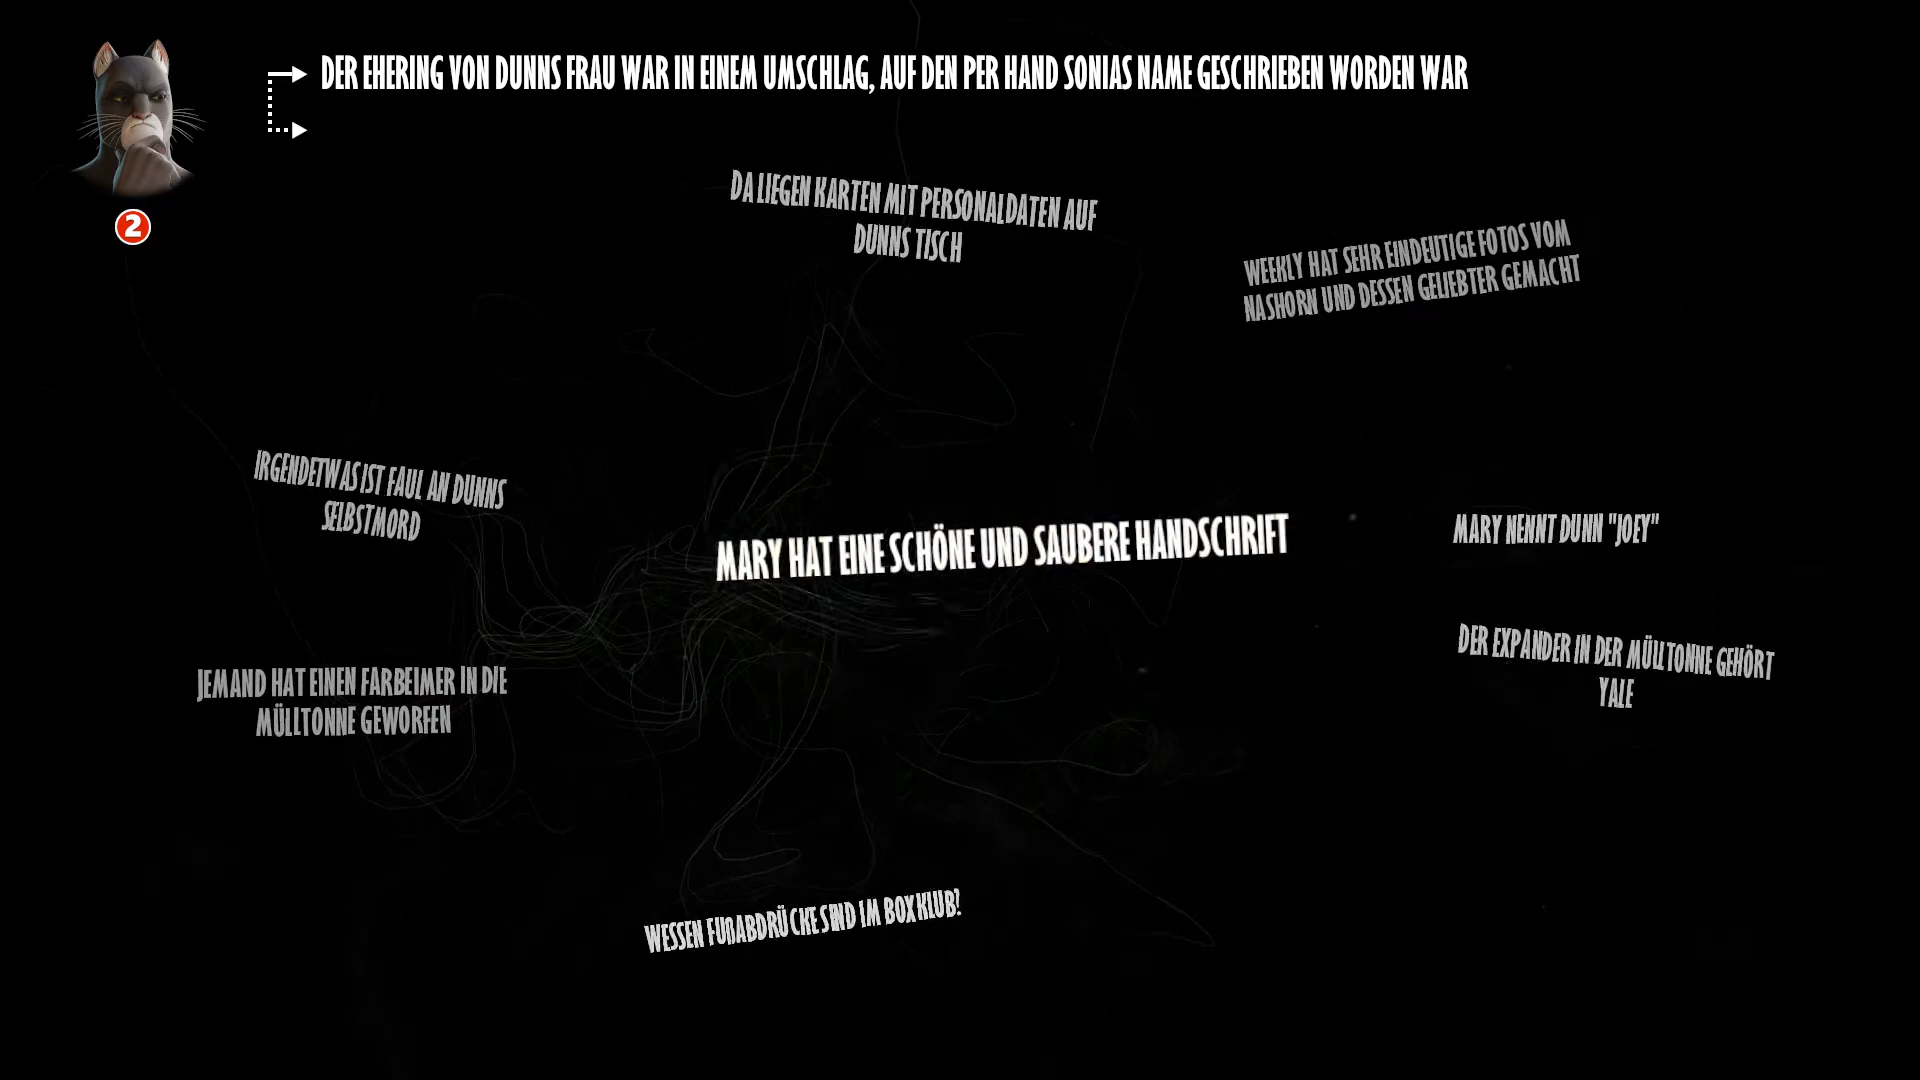 DER EHERING VON DUNNS FRAU WAR IN EINEM UMSCHLAG, AUF DEN PER HAND SONIAS NAME GESCHRIEBEN WORDEN WAR
2
DA LIEGEN KARTEN MIT PERSONALDATEN AUF
DUNNS TISCH
WEEKLY HAT SEHR EINDEUTIGE FOTOS VOM
NASHORN UND DESSEN GELIEBTER GEMACHT
IRGENDETWAS IST FAUL AN DUNNS
SELBSTMORD
MARY HAT EINE SCHÖNE UND SAUBERE HANDSCHRIFT
MARY NENNT DUNN "JOEY"
DER EXPANDER IN DER MÜLLTONNE GEHÖRT
YALE
JEMAND HAT EINEN FARBEIMER IN DIE
MÜLLTONNE GEWORFEN
WESSEN FUßABDRÜCKE SIND IM BOXKLUB?